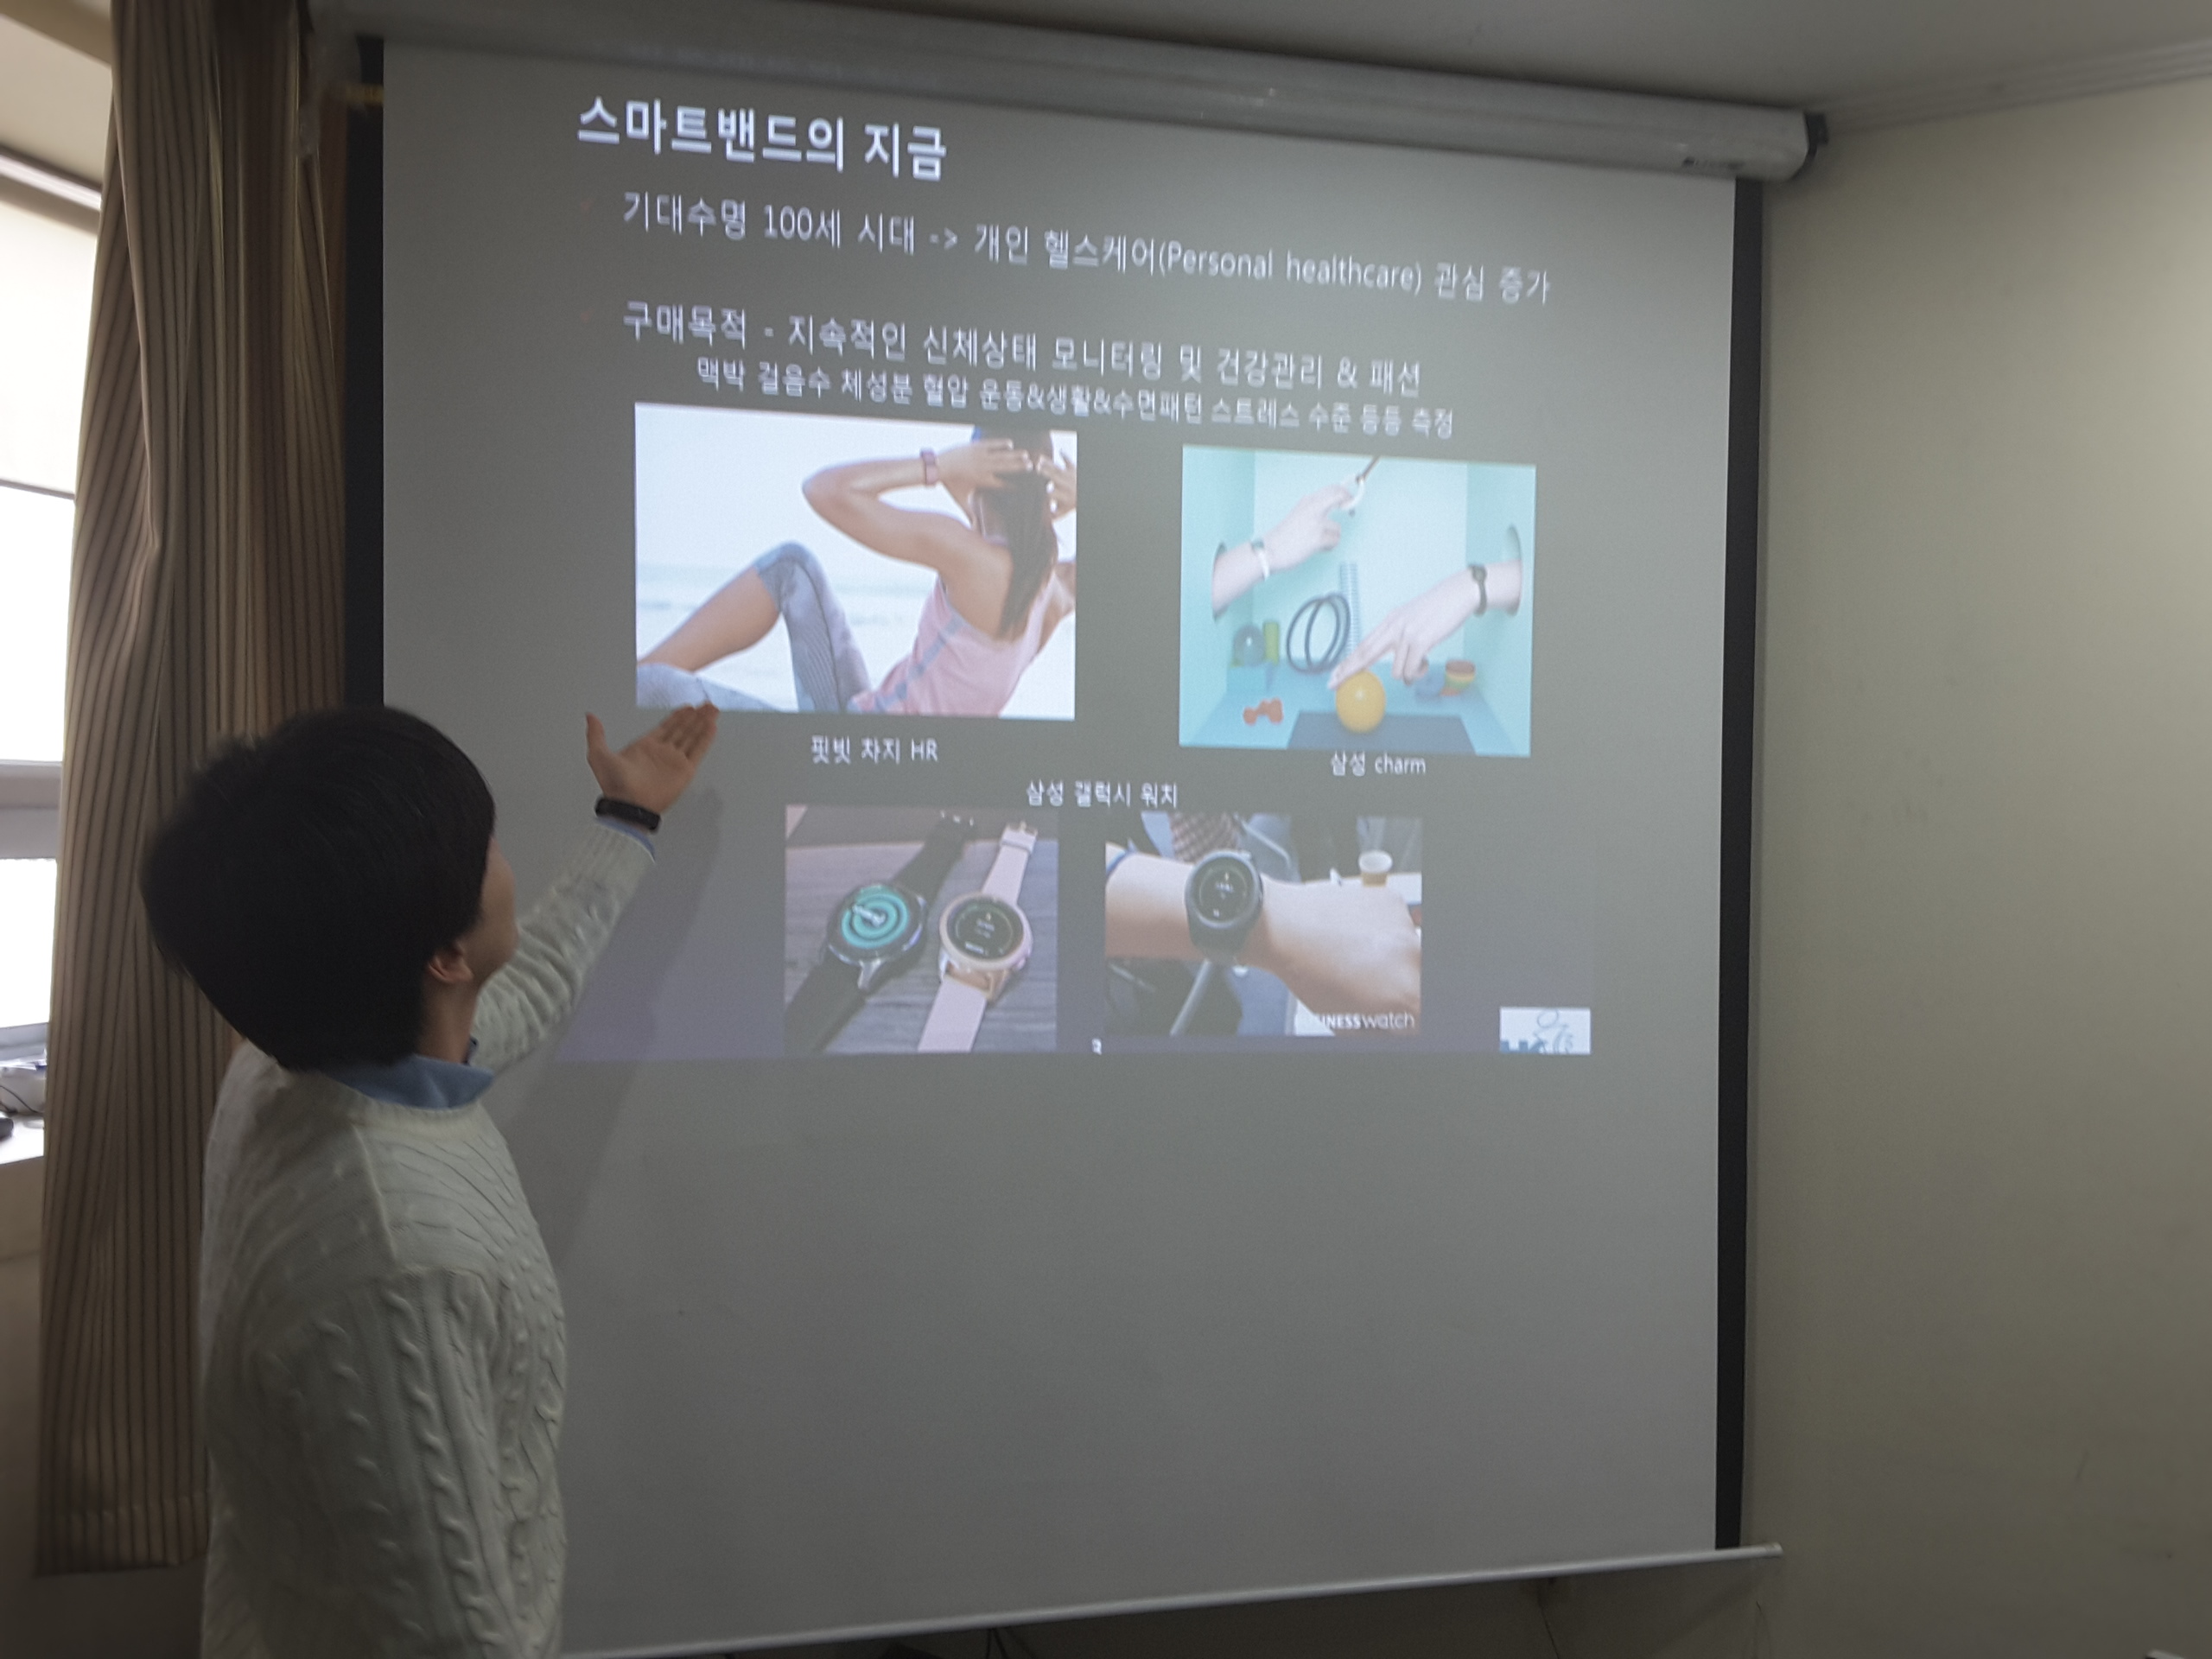 스마트밴드의 지금
기대수명 100세 시대 -> 개인 헬스케어(Personal healthcare) 관심 증가
구매목적 - 지속적인 신체상태 모니터링 및 건강관리 & 패션
맥박 걸음수 체성분 혈압 운동&생활&수면패턴 스트레스 수준 등등 측정
핏빗 차지 HR
삼성 charm
삼성 갤럭시 워치
INESSwatch
3